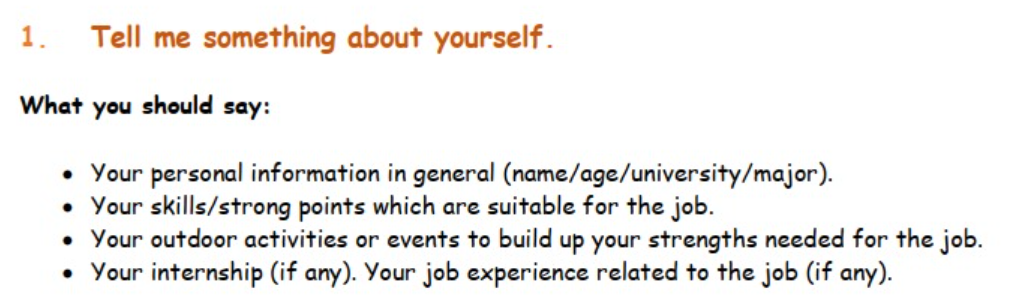 1. Tell me something about yourself.
What you should say:
• Your personal information in general (name/age/university/major).
• Your skills/strong points which are suitable for the job.
• Your outdoor activities or events to build up your strengths needed for the job.
• Your internship (if any). Your job experience related to the job (if any).